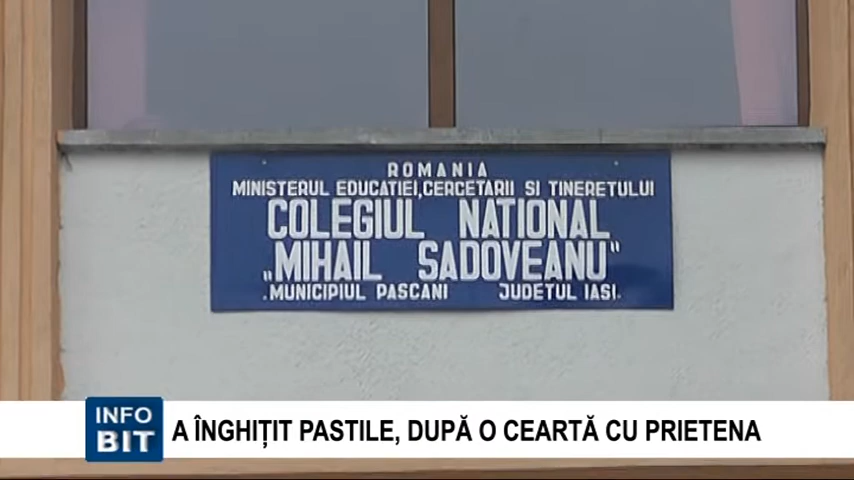 ROMANIA
MINISTERUL EDUCATIEI,CERCETARII SI TINERETULUI
COLEGIUL NATIONAL
„MIHAIL SADOVEANU"
.MUNICIPIUL PASCANI JUDETUL IASI.
INFO
BIT
A ÎNGHIȚIT PASTILE, DUPĂ O CEARTĂ CU PRIETENA